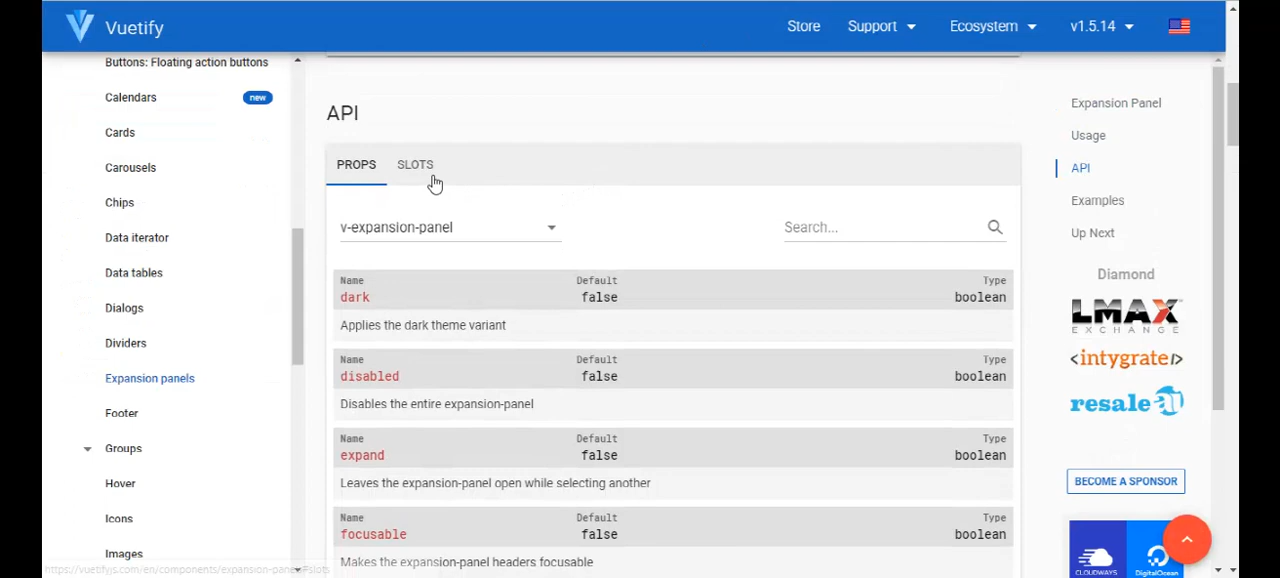 Vuetify
Store
Support
Ecosystem
v1.5.14
Buttons: Floating action buttons
Calendars
new
Cards
Carousels
Chips
Data iterator
Data tables
Dialogs
Dividers
Expansion panels
Footer
Groups
Hover
Icons
Images
API
PROPS
SLOTS
v-expansion-panel
Search...
Name Default Type
dark false boolean
Applies the dark theme variant
Name Default Type
disabled false boolean
Disables the entire expansion-panel
Name Default Type
expand false boolean
Leaves the expansion-panel open while selecting another
Name Default Type
focusable false boolean
Makes the expansion-panel headers focusable
Expansion Panel
Usage
API
Examples
Up Next
Diamond
LMAX
EXCHANGE
<intygrate/>
resale
BECOME A SPONSOR
CLOUDWAYS
DigitalOcean